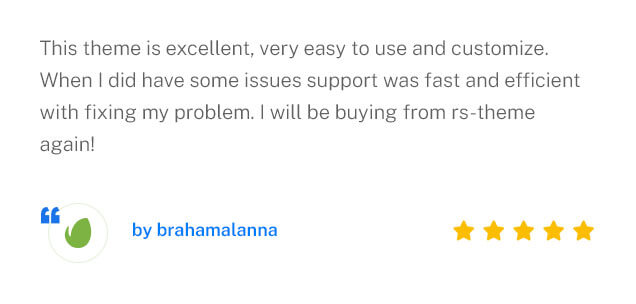 This theme is excellent, very easy to use and customize.
When I did have some issues support was fast and efficient
with fixing my problem. I will be buying from rs-theme
again!
by brahamalanna